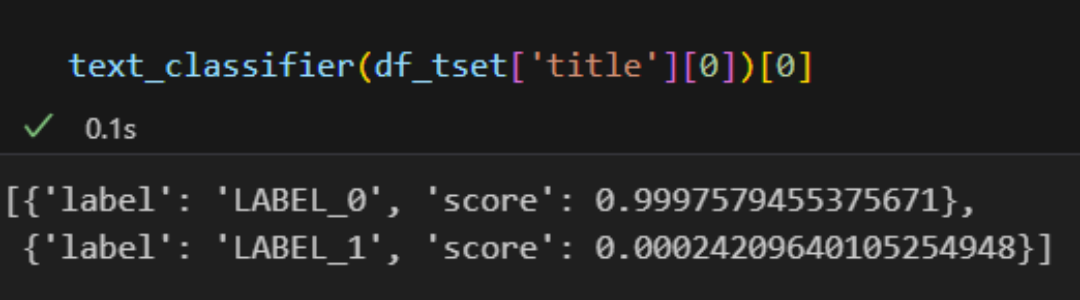 text_classifier(df_tset['title'][0])[0]
✓ 0.1s
[{'label': 'LABEL_0', 'score': 0.9997579455375671},
{'label': 'LABEL_1', 'score': 0.00024209640105254948}]